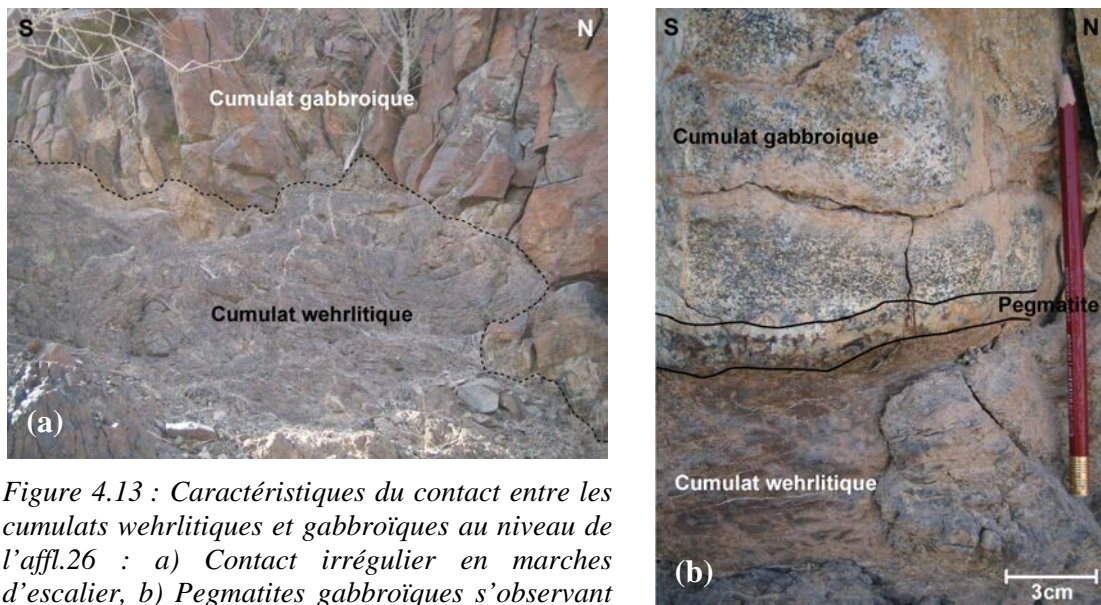 S
N
Cumulat gabbroique
Cumulat wehrlitique
(a)
S
N
Cumulat gabbroique
Pegmatite
Cumulat wehrlitique
(b)
3cm
Figure 4.13 : Caractéristiques du contact entre les
cumulats wehrlitiques et gabbroïques au niveau de
l'affl.26 : a) Contact irrégulier en marches
d'escalier, b) Pegmatites gabbroïques s'observant